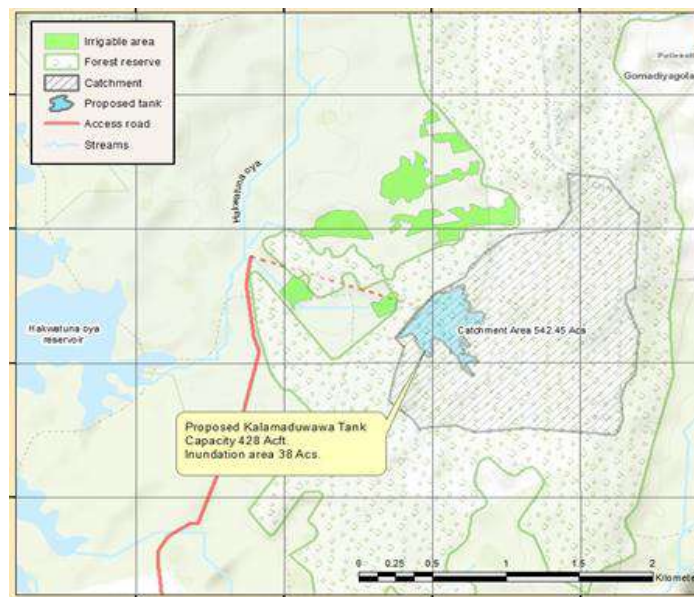 Irrigable area
Forest reserve
Catchment
Proposed tank
Access road
Streams
Gomadiyagola
Hakwatuna oya
Hakwatuna oya
reservoir
Catchment Area 542.45 Acs
Proposed Kalamaduwawa Tank
Capacity 428 Acft.
Inundation area 38 Acs.
0 0.25 0.5 1 1.5 2
Kilomete